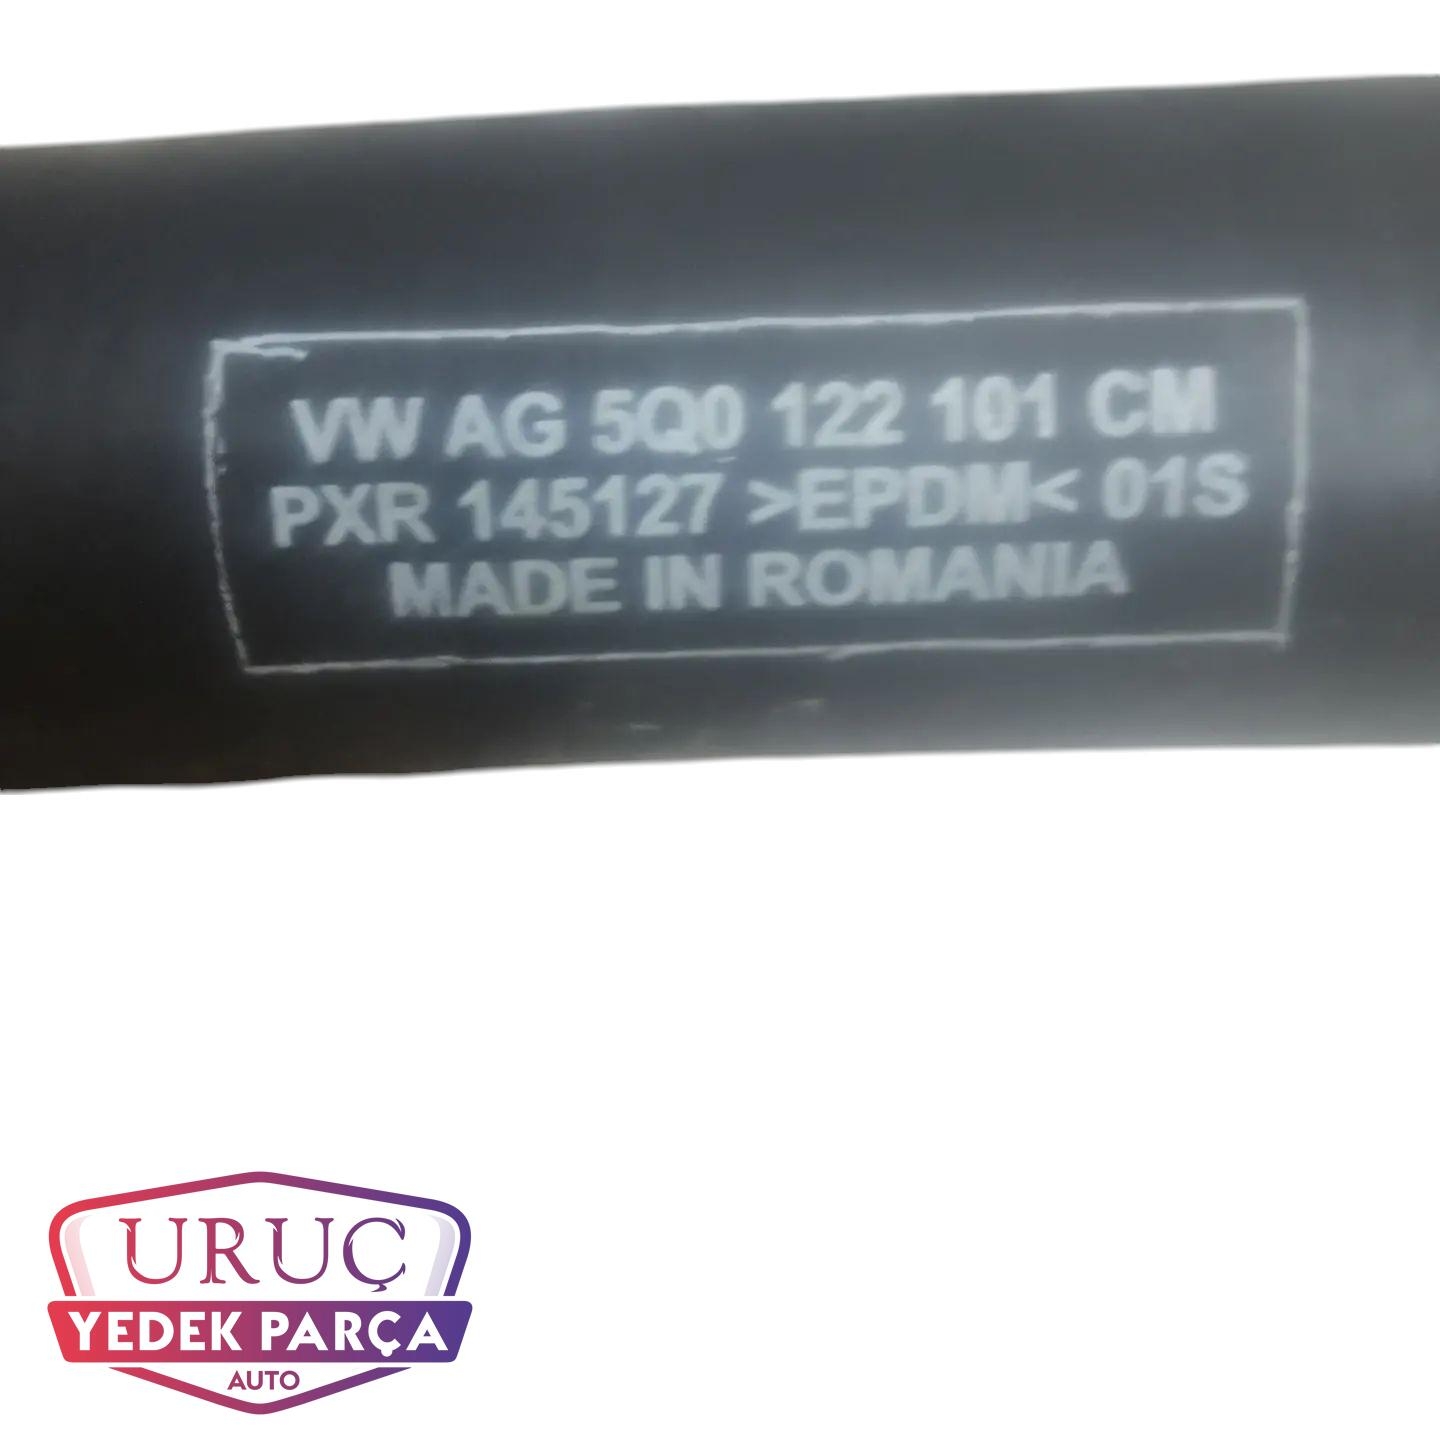 VW AG 5Q0 122 101 CM
PXR 145127 >EPDM< 01S
MADE IN ROMANIA
URUÇ
YEDEK PARÇA
AUTO